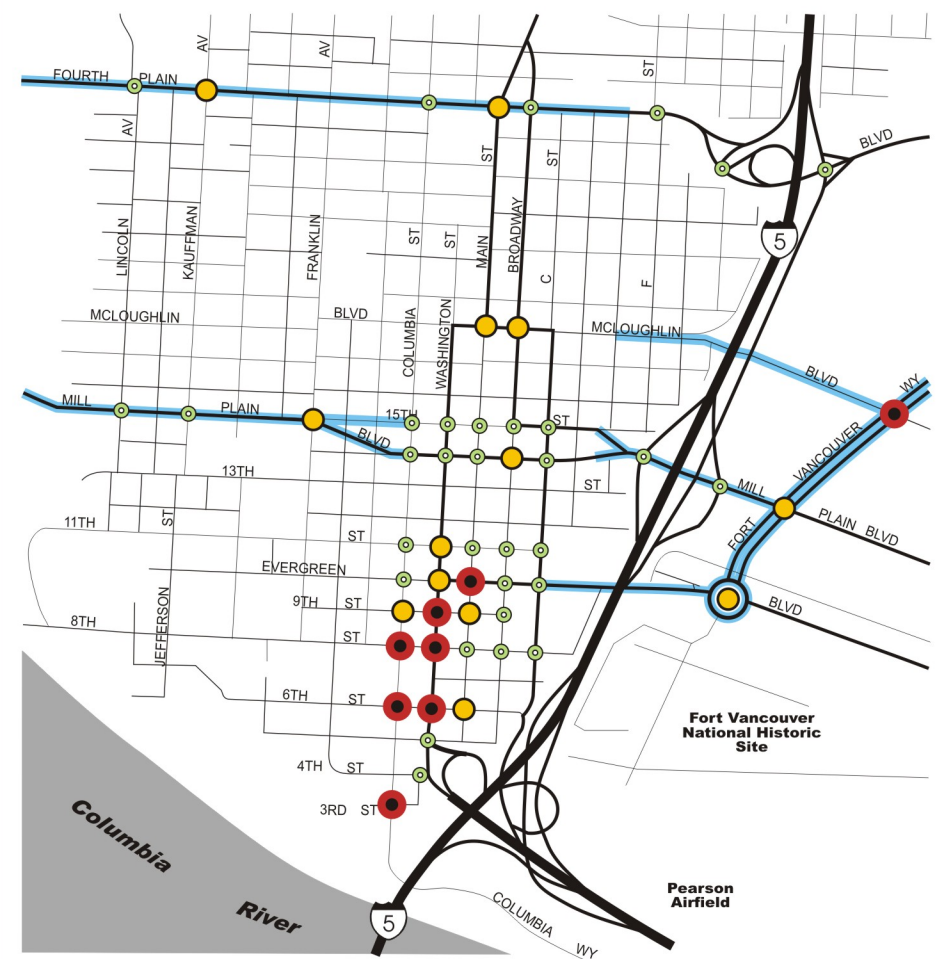 AV
AV
ST
FOURTH PLAIN
AV
ST
ST
BLVD
LINCOLN
KAUFFMAN
FRANKLIN
ST
ST
MAIN
BROADWAY
C
F
5
MCLOUGHLIN
BLVD
COLUMBIA
WASHINGTON
MCLOUGHLIN
BLVD
WY
MILL
PLAIN
BLVD
15TH
ST
VANCOUVER
13TH
ST
MILL
PLAIN BLVD
11TH
ST
ST
FORT
EVERGREEN
BLVD
9TH ST
8TH
JEFFERSON
ST
6TH
ST
Fort Vancouver
National Historic
Site
4TH ST
3RD ST
Columbia
River
Pearson
Airfield
5
COLUMBIA
WY